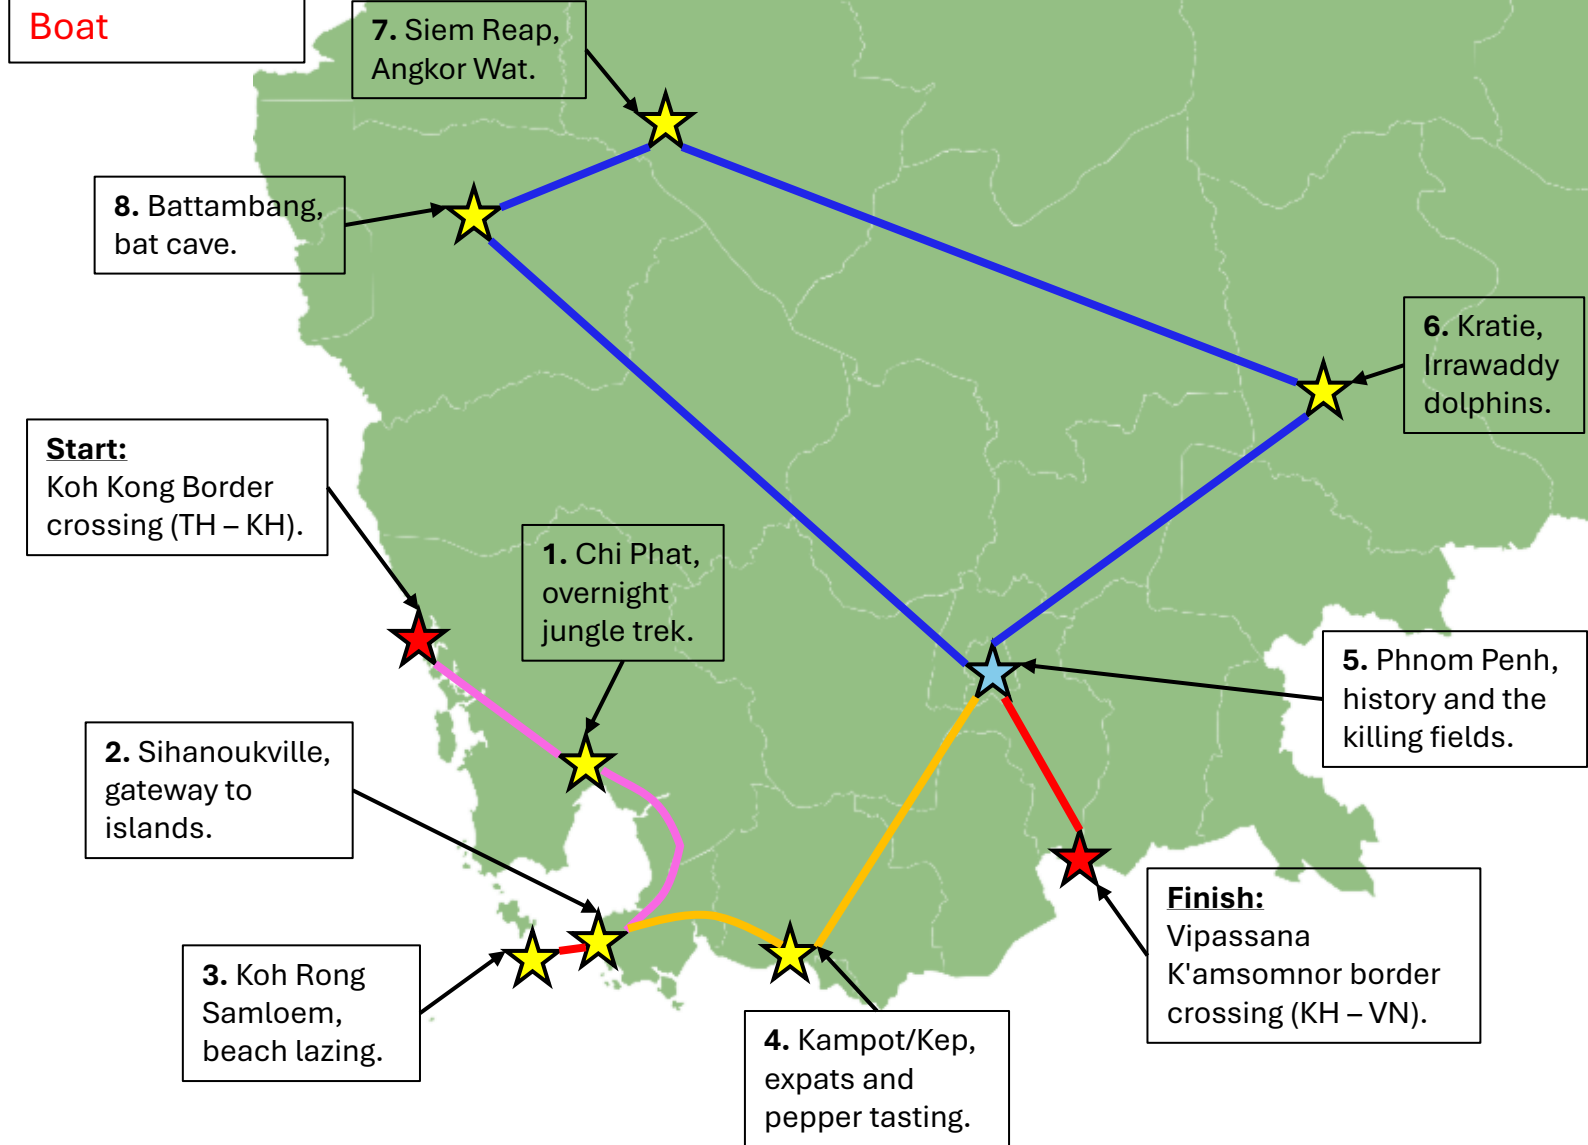 Boat
7. Siem Reap,
Angkor Wat.
8. Battambang,
bat cave.
6. Kratie,
Irrawaddy
dolphins.
Start:
Koh Kong Border
crossing (TH – KH).
1. Chi Phat,
overnight
jungle trek.
5. Phnom Penh,
history and the
killing fields.
2. Sihanoukville,
gateway to
islands.
Finish:
Vipassana
K'amsomnor border
crossing (KH – VN).
3. Koh Rong
Samloem,
beach lazing.
4. Kampot/Kep,
expats and
pepper tasting.